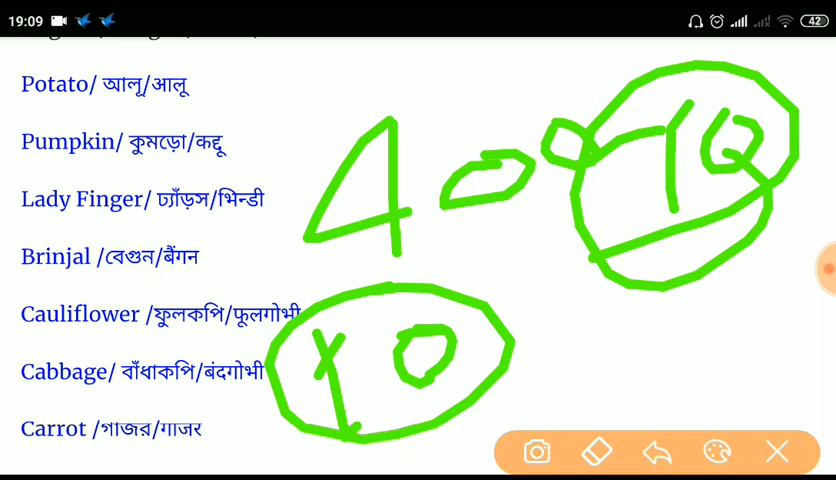 19:09 42
Potato/ আলু/आलू
Pumpkin/ কুমড়ো/कद्दू
Lady Finger/ ঢ্যাঁড়স/भिन्डी
Brinjal /বেগুন/बैंगन
Cauliflower /ফুলকপি/फूलगोभी
Cabbage/ বাঁধাকপি/बंदगोभी
Carrot /গাজর/गाजर